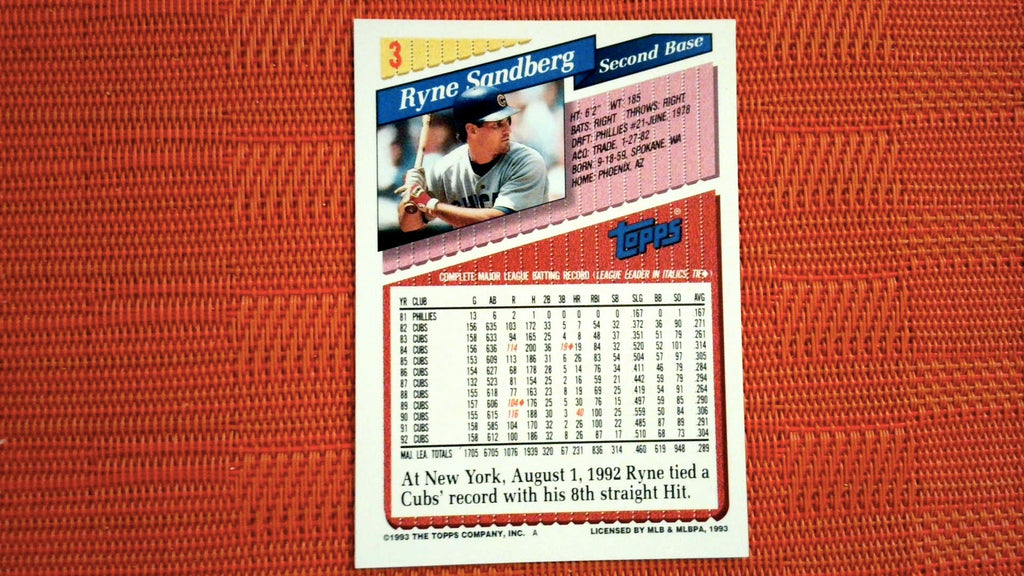 3
Ryne Sandberg
Second Base
HT: 6'2" WT: 185
BATS: RIGHT THROWS: RIGHT
DRFT: PHILLIES #21-JUNE, 1978
ACQ: TRADE, 1-27-82
BORN: 9-18-59, SPOKANE, WA
HOME: PHOENIX, AZ
Topps®
COMPLETE MAJOR LEAGUE BATTING RECORD (LEAGUE LEADER IN ITALICS, TIE♦)
YR CLUB G AB R H 2B 3B HR RBI SB SLG BB SO AVG
81 PHILLIES 13 6 2 1 0 0 0 0 0 .167 0 1 .167
82 CUBS 156 635 103 172 33 5 7 54 32 .372 36 90 .271
83 CUBS 158 633 94 165 25 4 8 48 37 .351 51 79 .261
84 CUBS 156 636 114 200 36 19♦ 19 84 32 .520 52 101 .314
85 CUBS 153 609 113 186 31 6 26 83 54 .504 57 97 .305
86 CUBS 154 627 68 178 28 5 14 76 34 .411 46 79 .284
87 CUBS 132 523 81 154 25 2 16 59 21 .442 59 79 .294
88 CUBS 155 618 77 163 23 8 19 69 25 .419 54 91 .264
89 CUBS 157 606 104♦ 176 25 5 30 76 15 .497 59 85 .290
90 CUBS 155 615 116 188 30 3 40 100 25 .559 50 84 .306
91 CUBS 158 585 104 170 32 2 26 100 22 .485 87 89 .291
92 CUBS 158 612 100 186 32 8 26 87 17 .510 68 73 .304
MAJ. LEA. TOTALS 1705 6705 1076 1939 320 67 231 836 314 .460 619 948 .289
At New York, August 1, 1992 Ryne tied a
Cubs' record with his 8th straight Hit.
©1993 THE TOPPS COMPANY, INC. A
LICENSED BY MLB & MLBPA, 1993